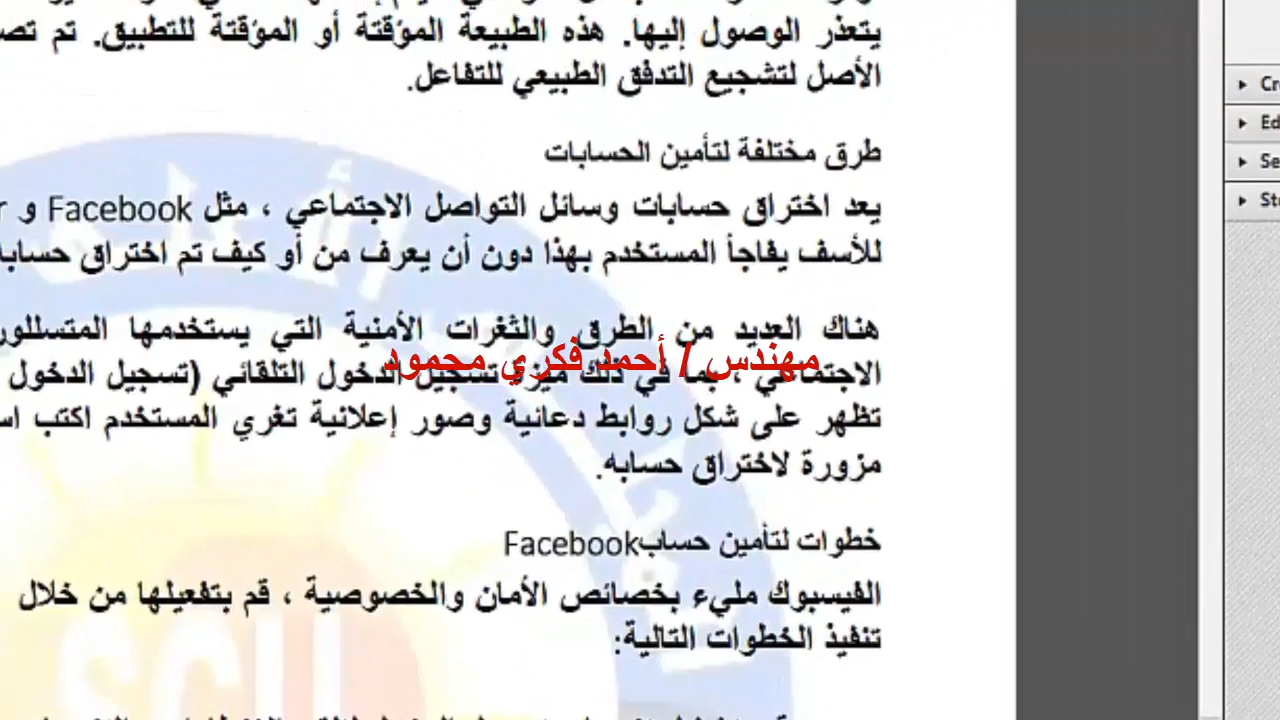 يتعذر الوصول إليها. هذه الطبيعة المؤقتة أو المؤقتة للتطبيق. تم
الأصل لتشجيع التدفق الطبيعي للتفاعل.
طرق مختلفة لتأمين الحسابات
يعد اختراق حسابات وسائل التواصل الاجتماعي ، مثل Facebook و
للأسف يفاجأ المستخدم بهذا دون أن يعرف من أو كيف تم اختراق
هناك العديد من الطرق والثغرات الأمنية التي يستخدمها
مهندس / أحمد فكري محمود
الاجتماعي ، بما في ذلك ميزة تسجيل الدخول التلقائي (تسجيل الدخول
تظهر على شكل روابط دعائية وصور إعلانية تغري المستخدم اكتب
مزورة لاختراق حسابه.
خطوات لتأمين حسابFacebook
الفيسبوك مليء بخصائص الأمان والخصوصية ، قم بتفعيلها من خلال
تنفيذ الخطوات التالية:
SCU